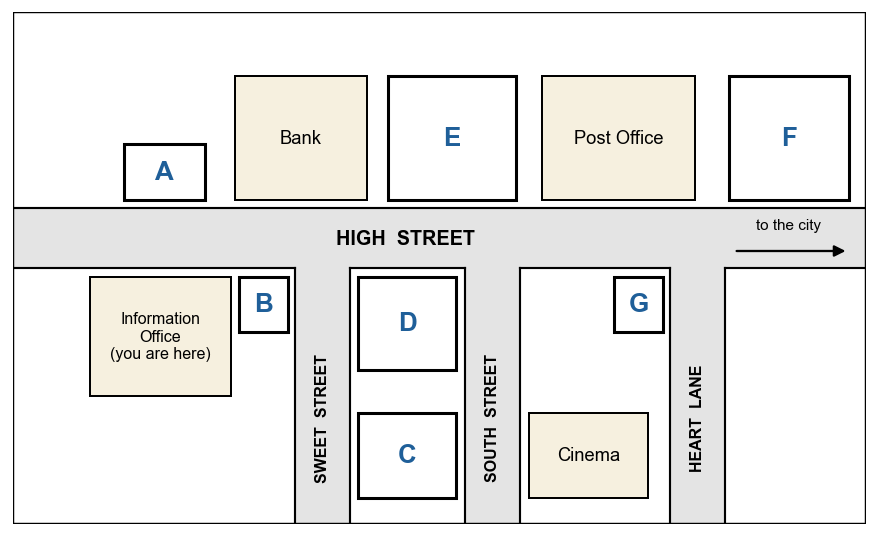 Bank
E
Post Office
F
A
to the city
HIGH STREET
Information
Office
(you are here)
B
D
G
SWEET STREET
SOUTH STREET
HEART LANE
C
Cinema